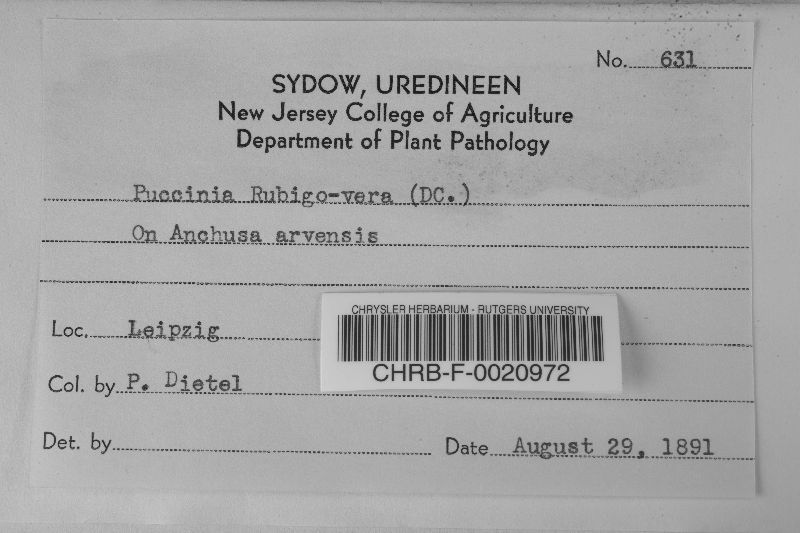 No. 631
SYDOW, UREDINEEN
New Jersey College of Agriculture
Department of Plant Pathology
Puccinia Rubigo-vera (DC.)
On Anchusa arvensis
Loc. Leipzig
CHRYSLER HERBARIUM - RUTGERS UNIVERSITY
CHRB-F-0020972
Col. by P. Dietel
Det. by
Date August 29, 1891